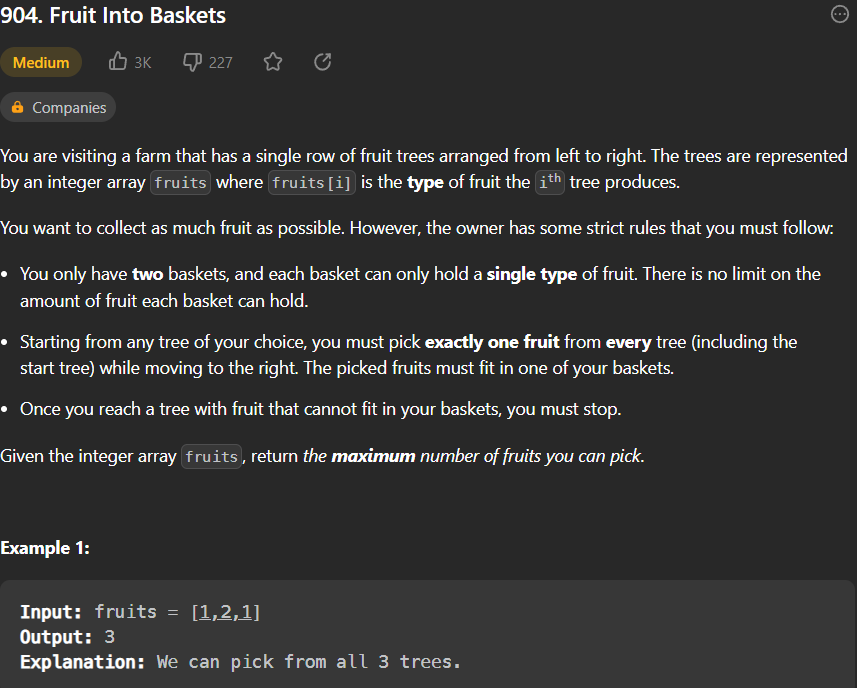 904. Fruit Into Baskets
Medium 3K 227
Companies
You are visiting a farm that has a single row of fruit trees arranged from left to right. The trees are represented
by an integer array fruits where fruits[i] is the type of fruit the ith tree produces.
You want to collect as much fruit as possible. However, the owner has some strict rules that you must follow:
• You only have two baskets, and each basket can only hold a single type of fruit. There is no limit on the
amount of fruit each basket can hold.
• Starting from any tree of your choice, you must pick exactly one fruit from every tree (including the
start tree) while moving to the right. The picked fruits must fit in one of your baskets.
• Once you reach a tree with fruit that cannot fit in your baskets, you must stop.
Given the integer array fruits, return the maximum number of fruits you can pick.
Example 1:
Input: fruits = [1,2,1]
Output: 3
Explanation: We can pick from all 3 trees.